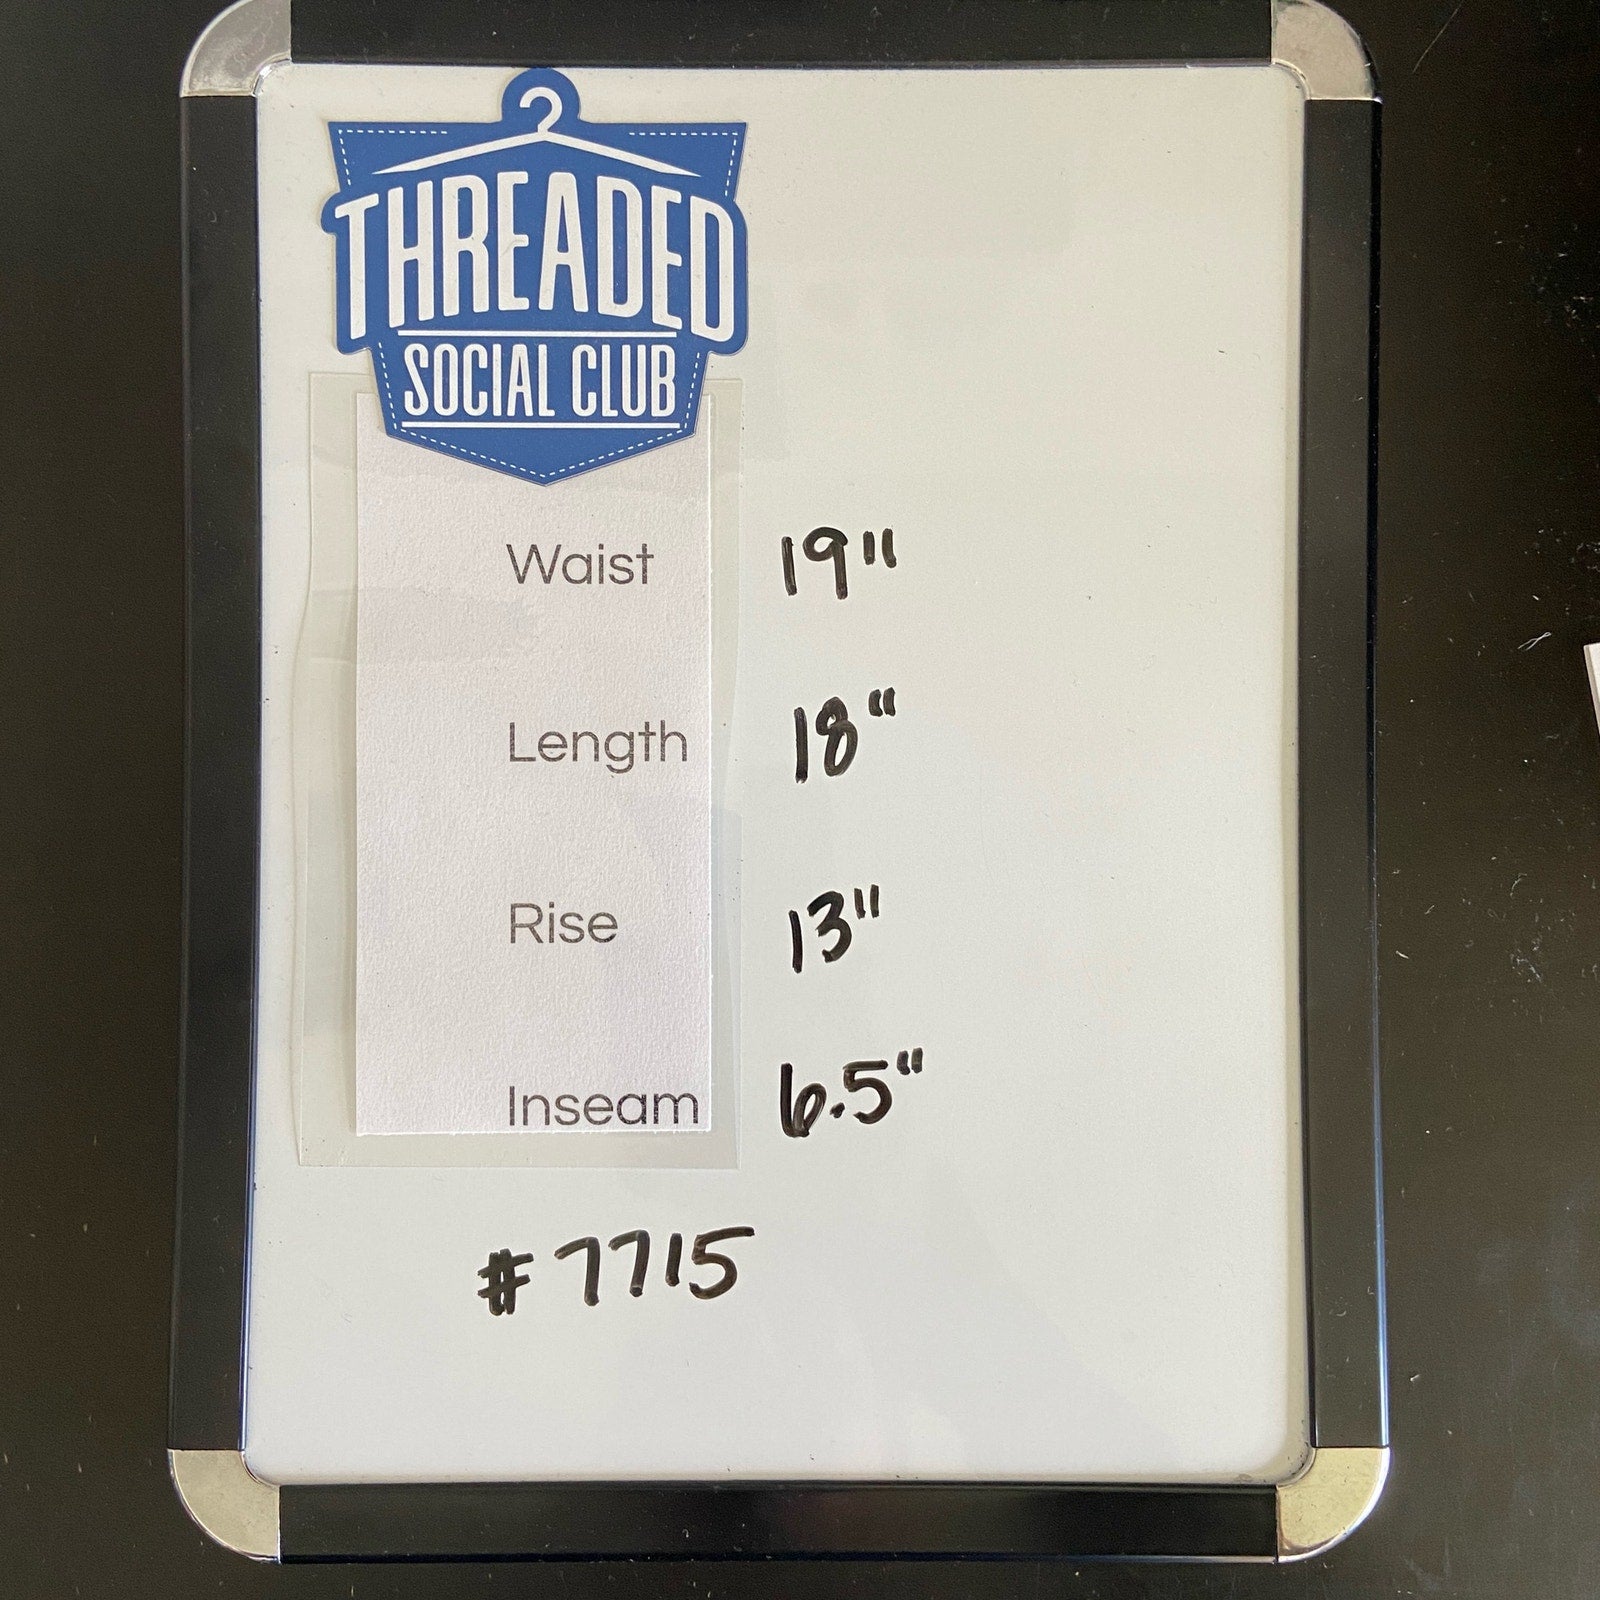 THREADED
SOCIAL CLUB
Waist 19"
Length 18"
Rise 13"
Inseam 6.5"
#7715